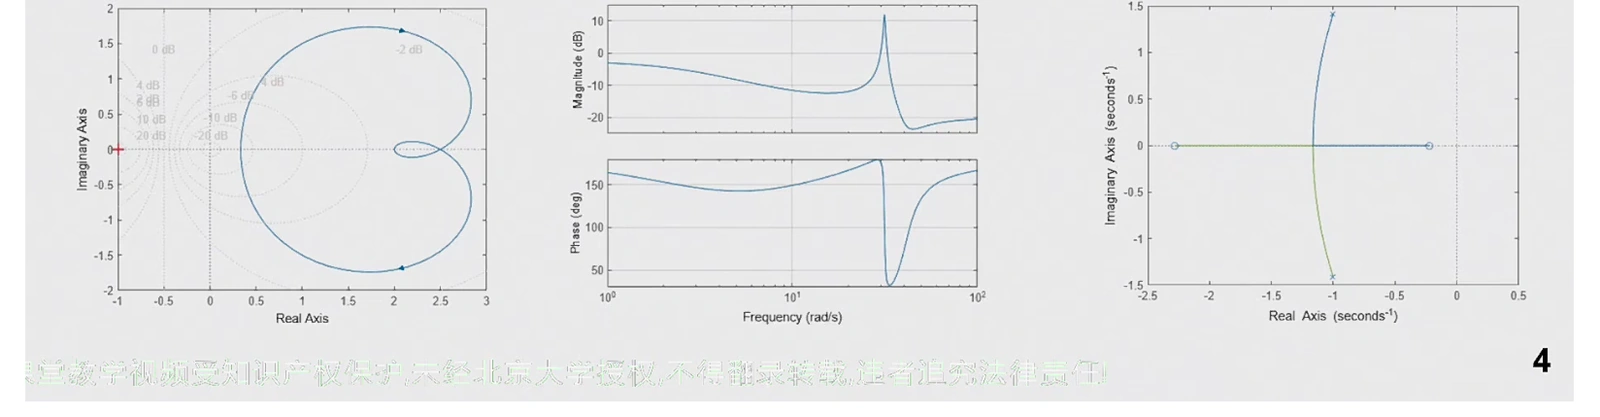 2
1.5
1
0.5
0
-0.5
-1
-1.5
-2
-1 -0.5 0 0.5 1 1.5 2 2.5 3
Imaginary Axis
Real Axis
0 dB
-2 dB
4 dB
-4 dB
2 dB
6 dB
-6 dB
10 dB
-10 dB
20 dB
-20 dB
10
0
-10
-20
Magnitude (dB)
150
100
50
Phase (deg)
10⁰ 10¹ 10²
Frequency (rad/s)
1.5
1
0.5
0
-0.5
-1
-1.5
-2.5 -2 -1.5 -1 -0.5 0 0.5
Imaginary Axis (seconds⁻¹)
Real Axis (seconds⁻¹)
课堂教学视频受知识产权保护,未经北京大学授权,不得翻录转载,违者追究法律责任!
4